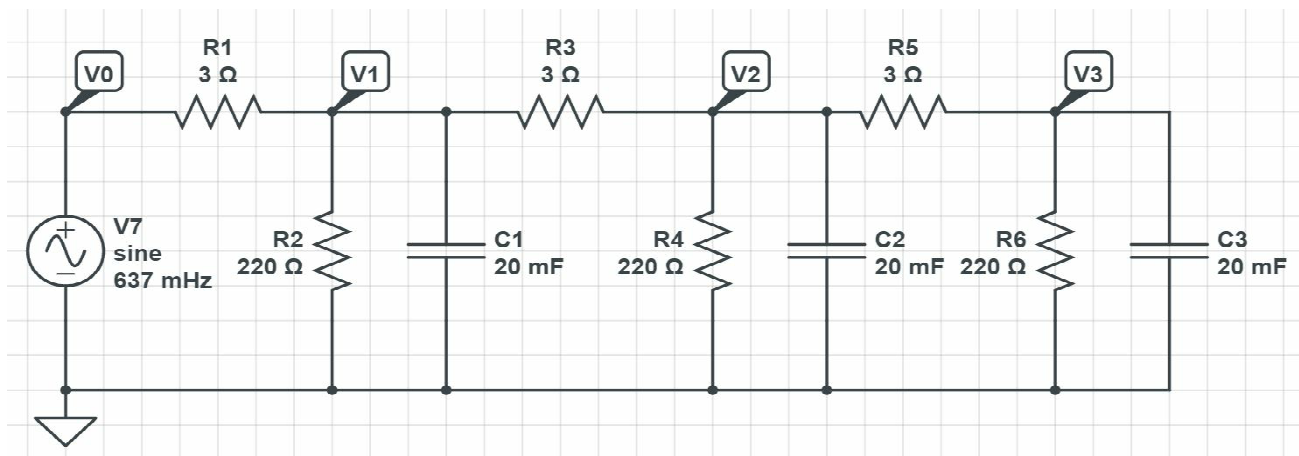 V0
R1
3 Ω
V1
R3
3 Ω
V2
R5
3 Ω
V3
V7
sine
637 mHz
R2
220 Ω
C1
20 mF
R4
220 Ω
C2
20 mF
R6
220 Ω
C3
20 mF